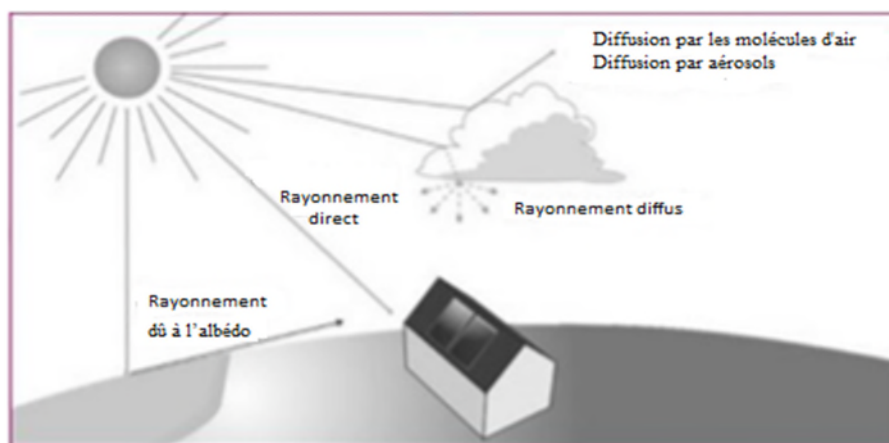 Diffusion par les molécules d'air
Diffusion par aérosols
Rayonnement
direct
Rayonnement diffus
Rayonnement
dû à l'albédo